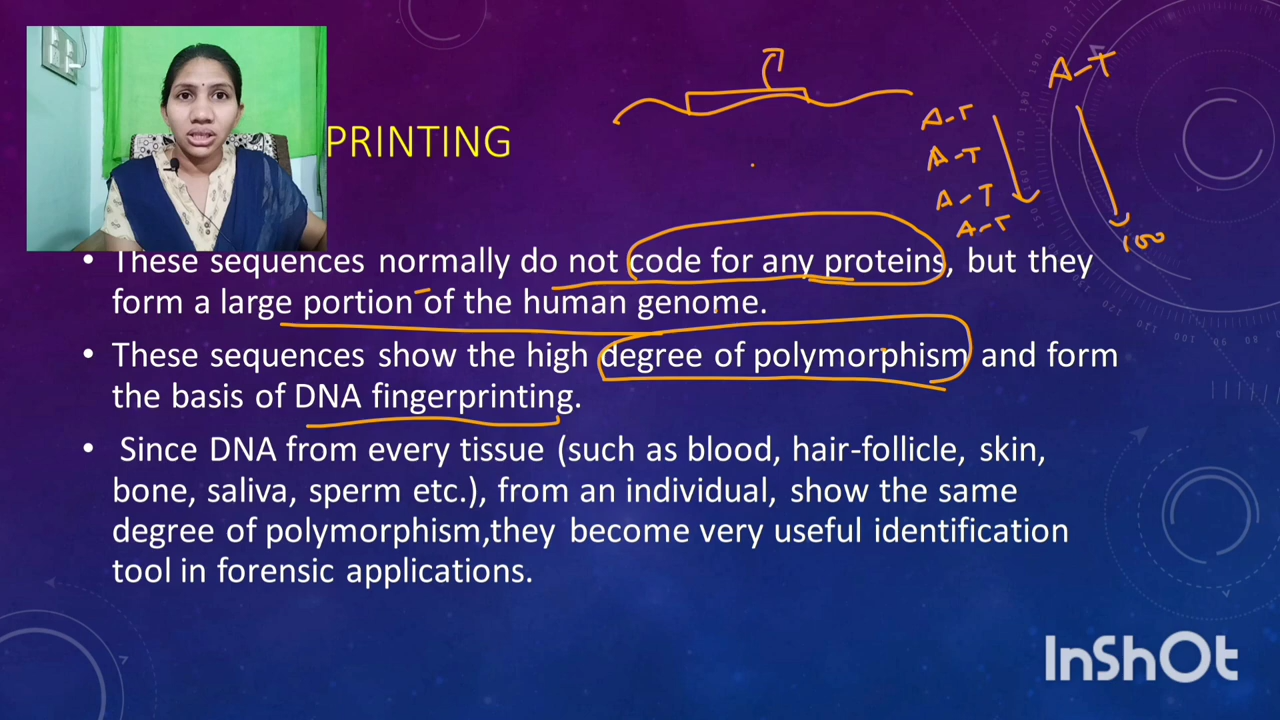 PRINTING
A-T
A-T
A-T
A-T
A-T
100
• These sequences normally do not code for any proteins, but they
form a large portion of the human genome.
• These sequences show the high degree of polymorphism and form
the basis of DNA fingerprinting.
• Since DNA from every tissue (such as blood, hair-follicle, skin,
bone, saliva, sperm etc.), from an individual, show the same
degree of polymorphism,they become very useful identification
tool in forensic applications.
InShOt